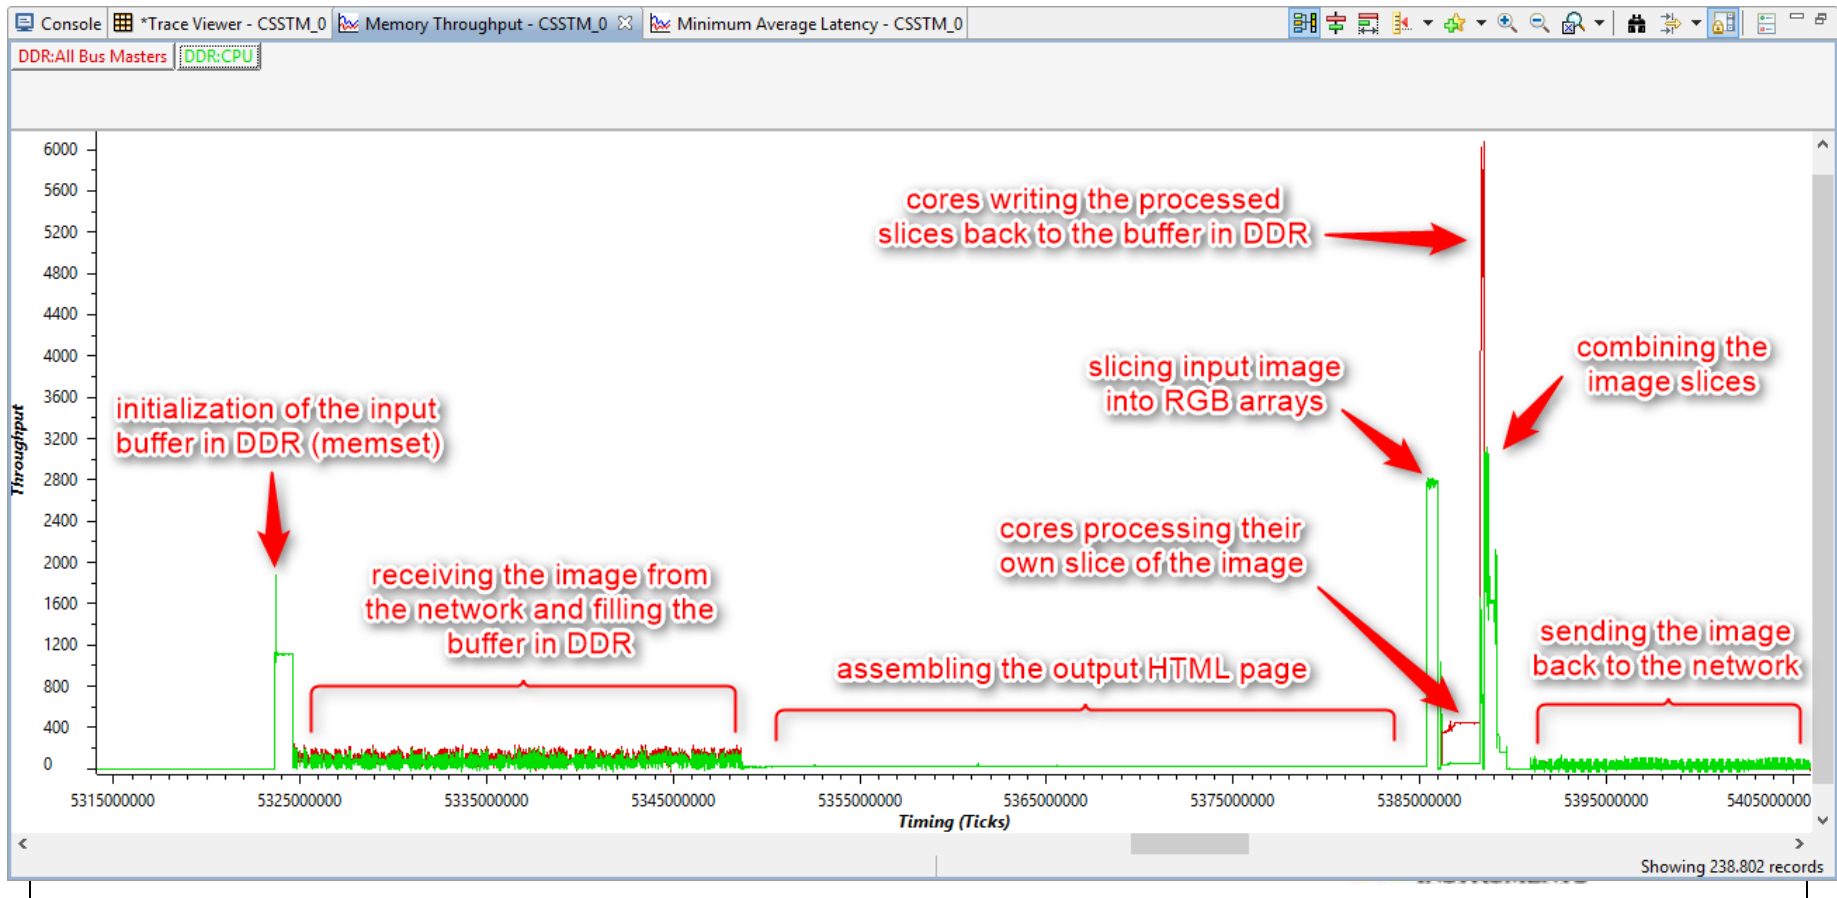 Console
*Trace Viewer - CSSTM_0
Memory Throughput - CSSTM_0
Minimum Average Latency - CSSTM_0
DDR:All Bus Masters
DDR:CPU
6000
5600
5200
4800
4400
4000
3600
3200
2800
2400
2000
1600
1200
800
400
0
Throughput
cores writing the processed
slices back to the buffer in DDR
combining the
image slices
slicing input image
into RGB arrays
initialization of the input
buffer in DDR (memset)
cores processing their
own slice of the image
receiving the image from
the network and filling the
buffer in DDR
sending the image
back to the network
assembling the output HTML page
5315000000
5325000000
5335000000
5345000000
5355000000
5365000000
5375000000
5385000000
5395000000
5405000000
Timing (Ticks)
Showing 238.802 records